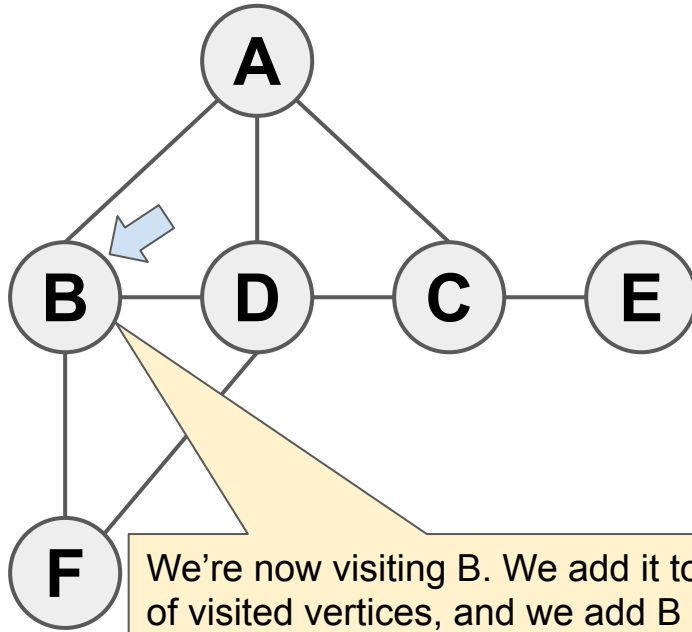 A
B
D
C
E
F
We’re now visiting B. We add it to
of visited vertices, and we add B